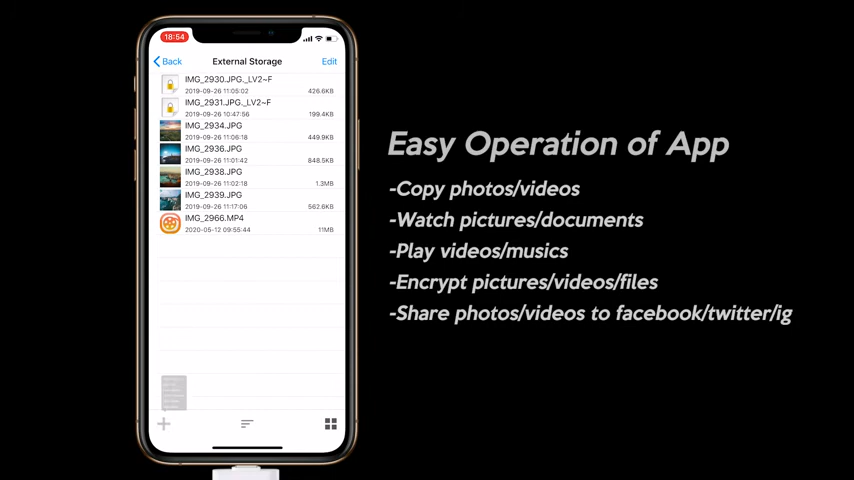 18:54
Back
External Storage
Edit
IMG_2930.JPG._LV2~F
2019-09-26 11:05:02
426.6KB
IMG_2931.JPG._LV2~F
2019-09-26 10:47:56
199.4KB
IMG_2934.JPG
2019-09-26 11:06:18
449.9KB
IMG_2936.JPG
2019-09-26 11:01:42
848.5KB
IMG_2938.JPG
2019-09-26 11:02:18
1.3MB
IMG_2939.JPG
2019-09-26 11:17:06
562.6KB
IMG_2966.MP4
2020-05-12 09:55:44
11MB
Easy Operation of App
-Copy photos/videos
-Watch pictures/documents
-Play videos/musics
-Encrypt pictures/videos/files
-Share photos/videos to facebook/twitter/ig